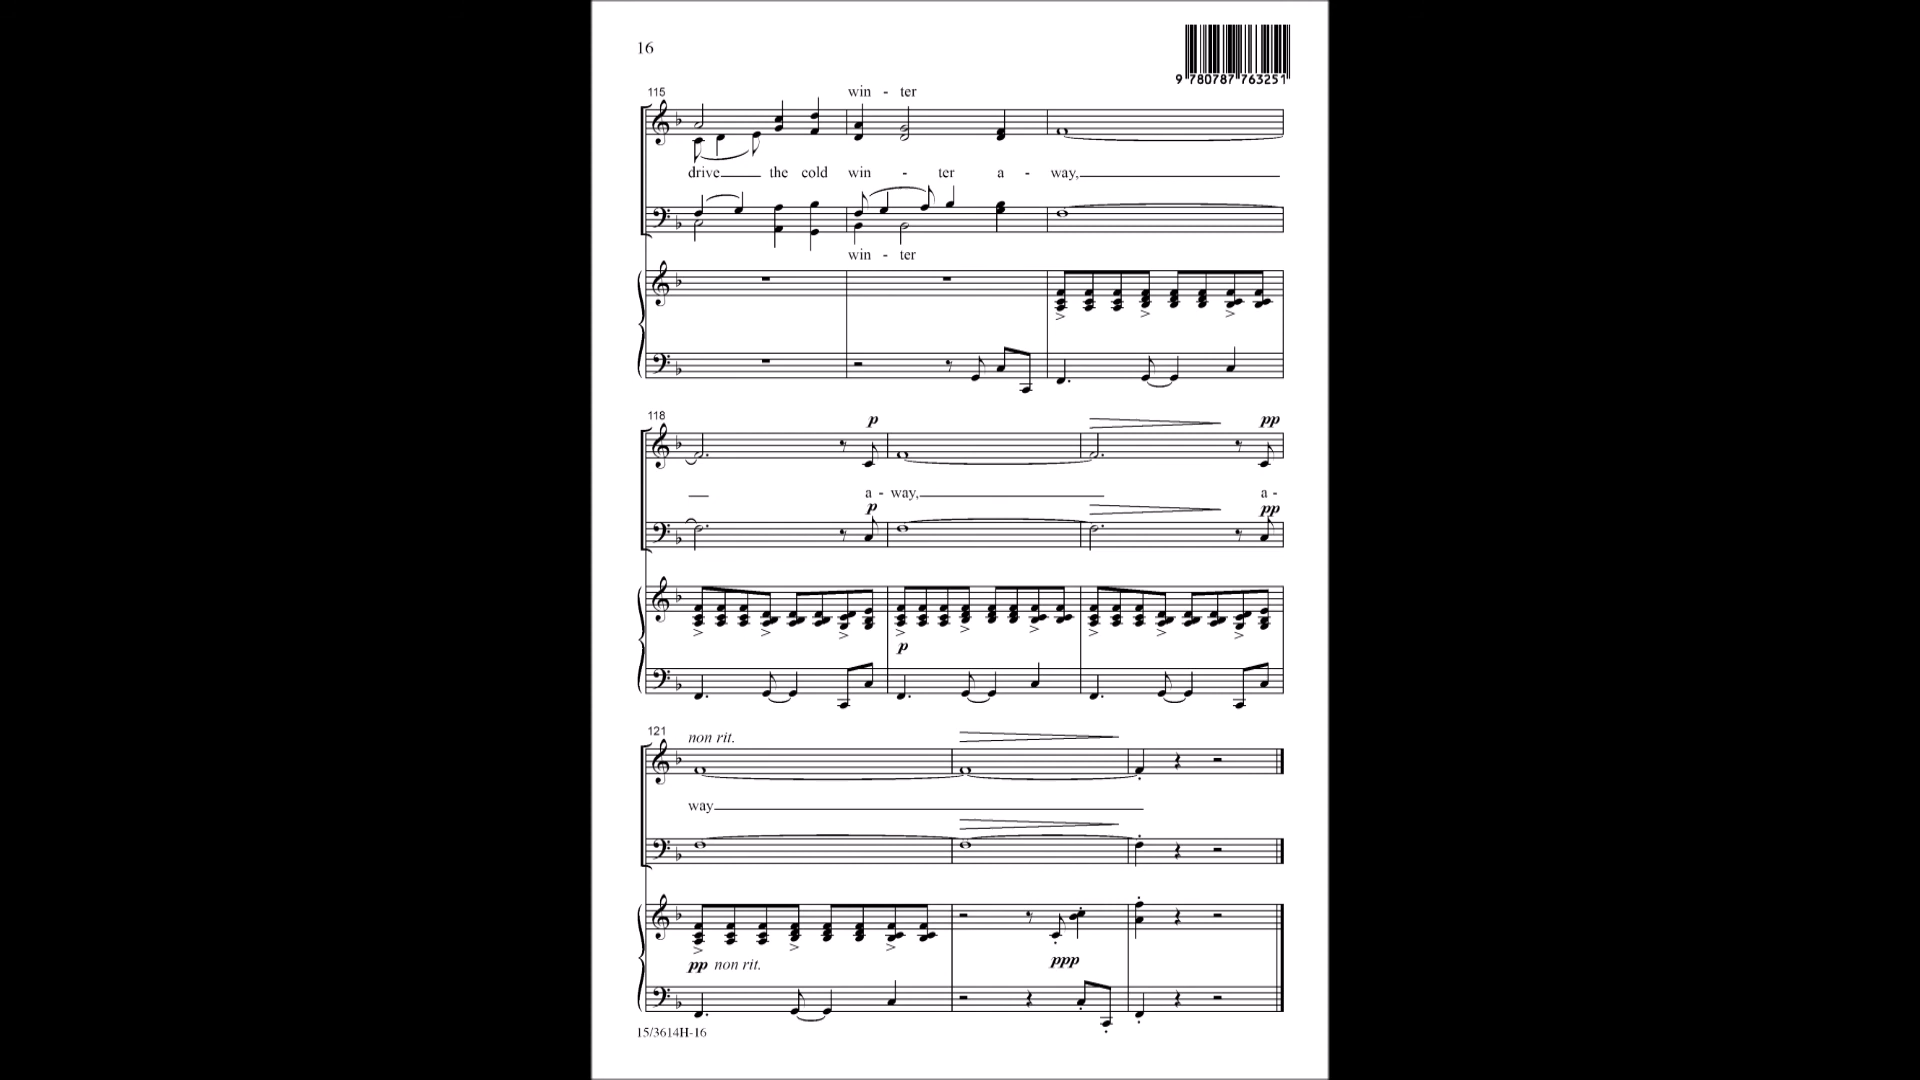 16
9 780787 763251
115
win - ter
drive the cold win - ter a - way,
win - ter
118
p
pp
a - way, a -
p
pp
p
121
non rit.
way
pp non rit.
ppp
15/3614H-16